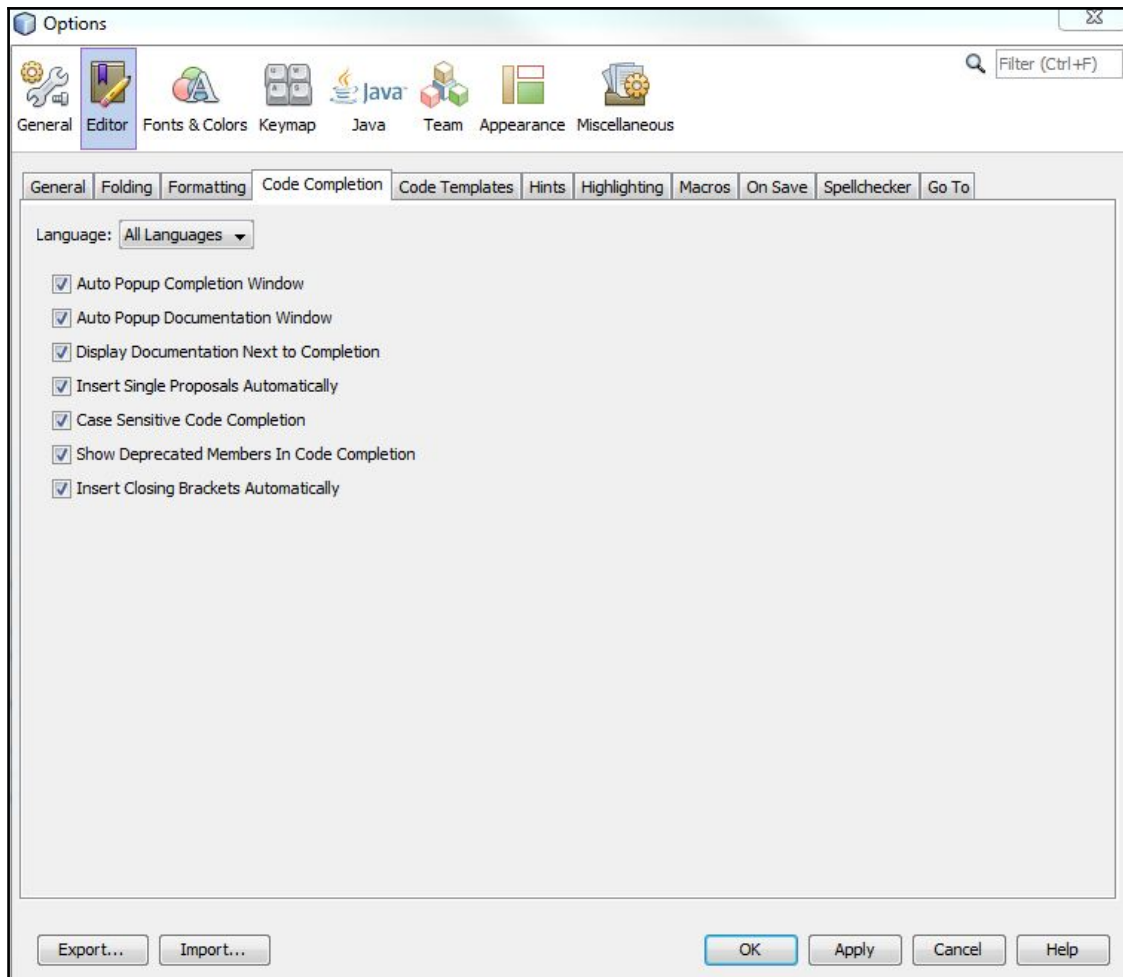 Options
Filter (Ctrl+F)
Java
General Editor Fonts & Colors Keymap Java Team Appearance Miscellaneous
General Folding Formatting Code Completion Code Templates Hints Highlighting Macros On Save Spellchecker Go To
Language: All Languages
Auto Popup Completion Window
Auto Popup Documentation Window
Display Documentation Next to Completion
Insert Single Proposals Automatically
Case Sensitive Code Completion
Show Deprecated Members In Code Completion
Insert Closing Brackets Automatically
Export... Import... OK Apply Cancel Help